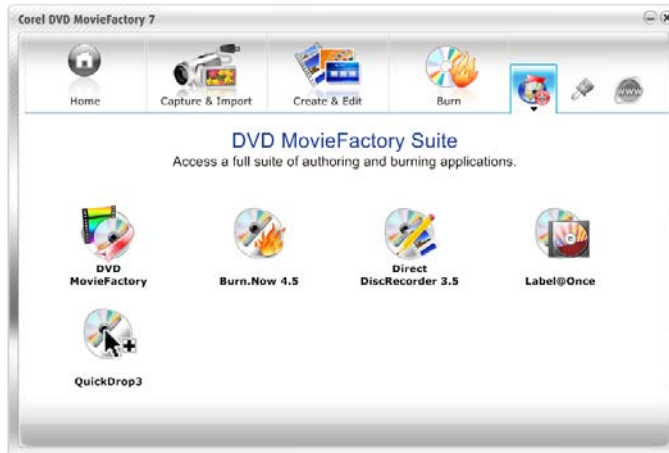 Corel DVD MovieFactory 7
Home
Capture & Import
Create & Edit
Burn
www
DVD MovieFactory Suite
Access a full suite of authoring and burning applications.
DVD
MovieFactory
Burn.Now 4.5
Direct
DiscRecorder 3.5
Label@Once
QuickDrop3